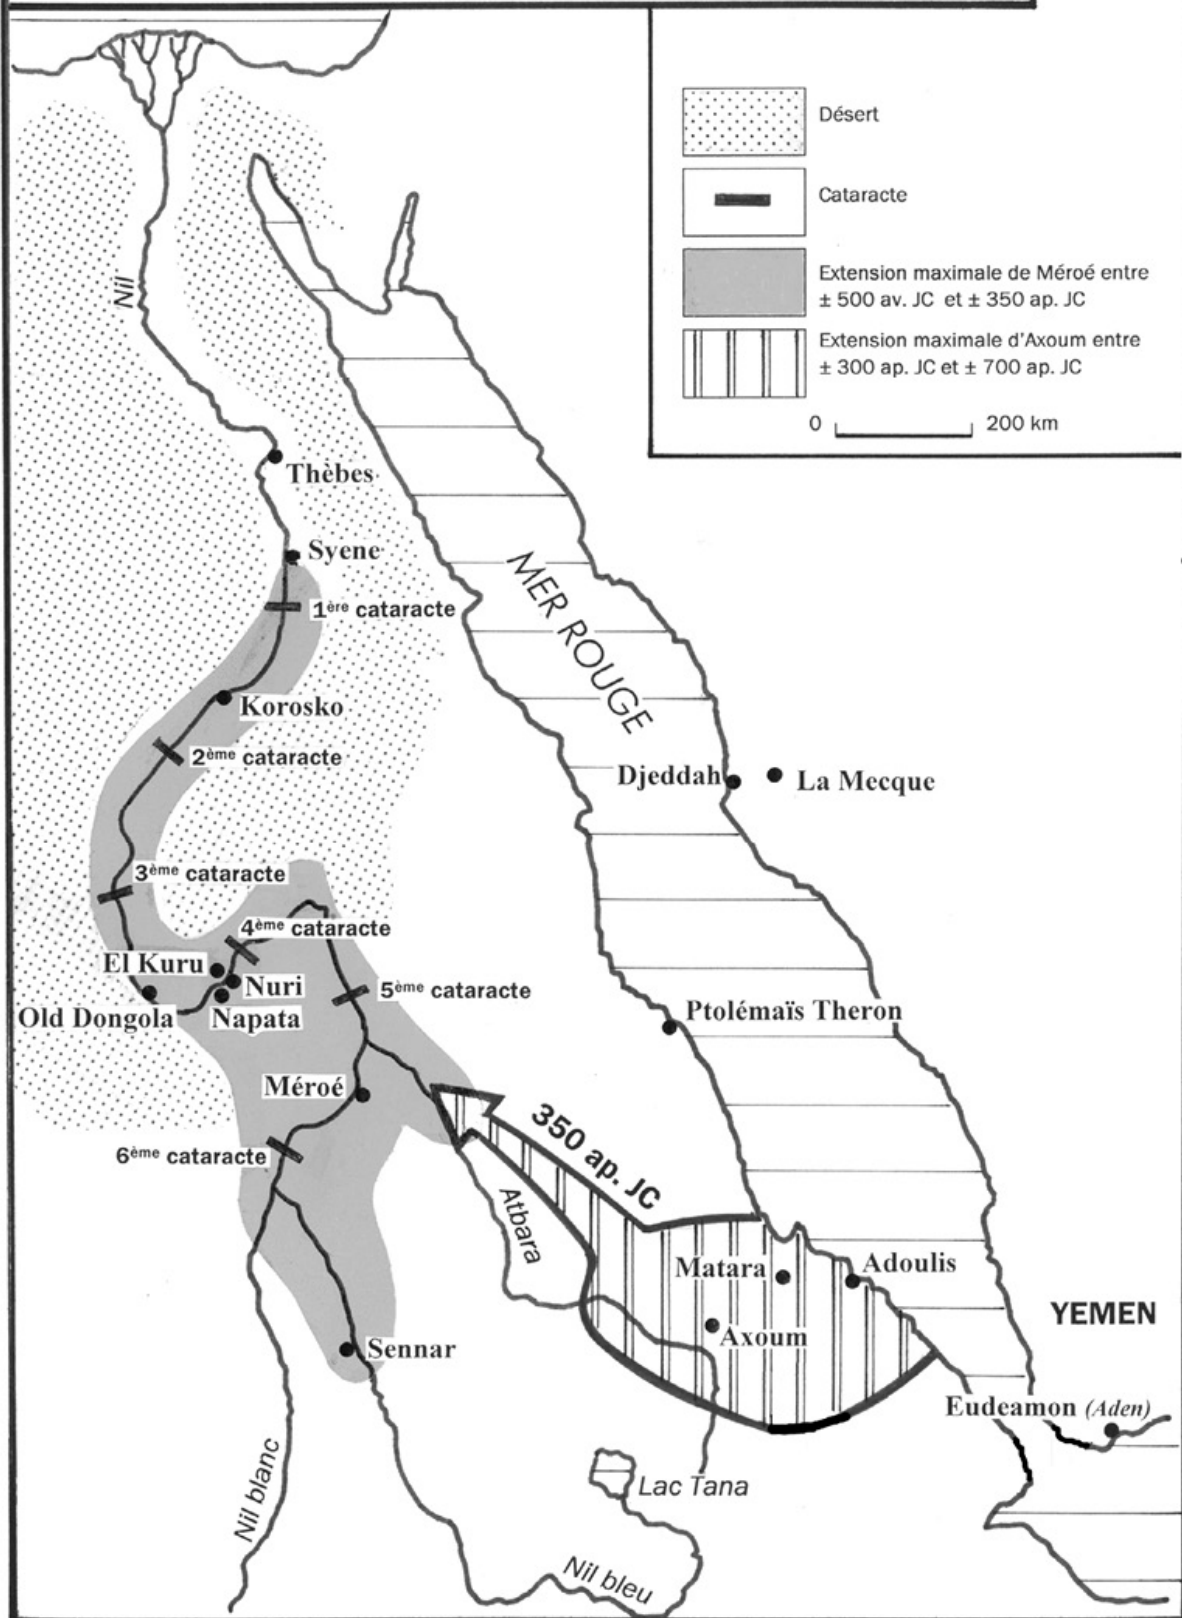 Désert
Cataracte
Extension maximale de Méroé entre
± 500 av. JC et ± 350 ap. JC
Extension maximale d'Axoum entre
± 300 ap. JC et ± 700 ap. JC
0 200 km
Nil
Thèbes
Syene
1ère cataracte
MER ROUGE
Korosko
2ème cataracte
Djeddah
La Mecque
3ème cataracte
4ème cataracte
El Kuru
Nuri
5ème cataracte
Old Dongola
Napata
Ptolémaïs Theron
Méroé
350 ap. JC
6ème cataracte
Atbara
Matara
Adoulis
YEMEN
Axoum
Sennar
Eudeamon (Aden)
Nil blanc
Lac Tana
Nil bleu